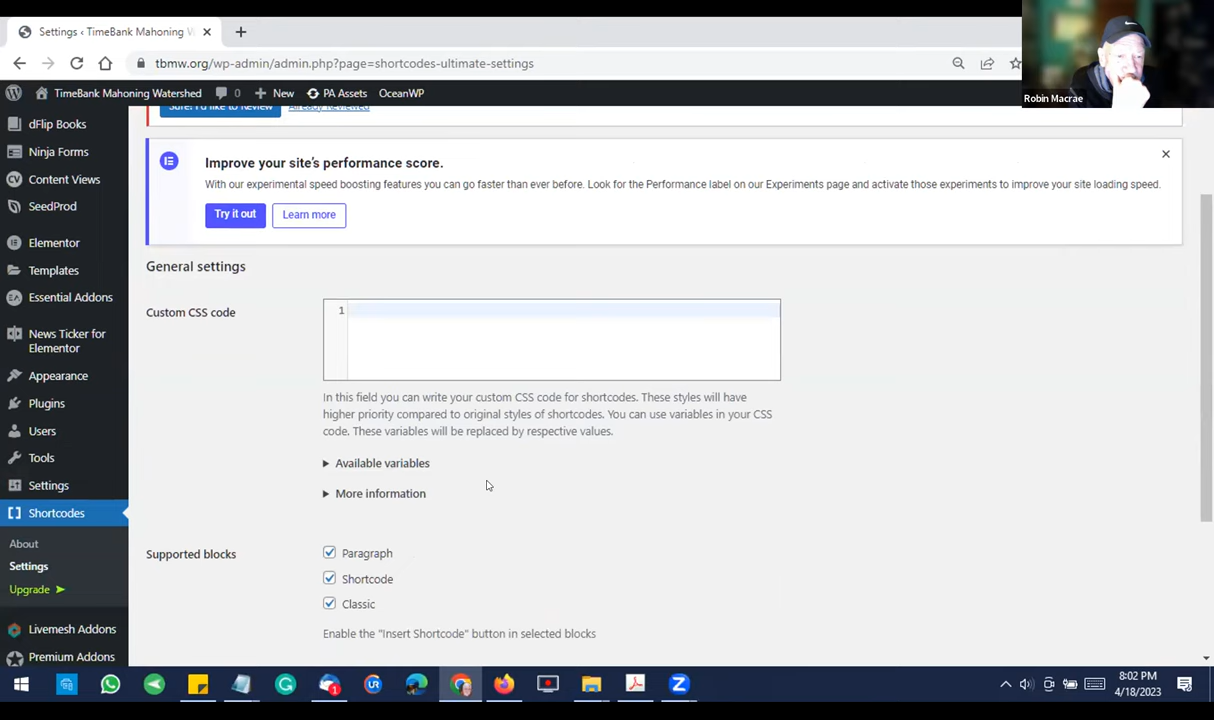 Settings ‹ TimeBank Mahoning W
tbmw.org/wp-admin/admin.php?page=shortcodes-ultimate-settings
Robin Macrae
TimeBank Mahoning Watershed
0
New
PA Assets
OceanWP
dFlip Books
Ninja Forms
Content Views
SeedProd
Elementor
Templates
Essential Addons
News Ticker for
Elementor
Appearance
Plugins
Users
Tools
Settings
Shortcodes
About
Settings
Upgrade
Livemesh Addons
Premium Addons
Sure! I'd like to Review
Already Reviewed
Improve your site's performance score.
With our experimental speed boosting features you can go faster than ever before. Look for the Performance label on our Experiments page and activate those experiments to improve your site loading speed.
Try it out
Learn more
General settings
Custom CSS code
1
In this field you can write your custom CSS code for shortcodes. These styles will have
higher priority compared to original styles of shortcodes. You can use variables in your CSS
code. These variables will be replaced by respective values.
Available variables
More information
Supported blocks
Paragraph
Shortcode
Classic
Enable the "Insert Shortcode" button in selected blocks
8:02 PM
4/18/2023